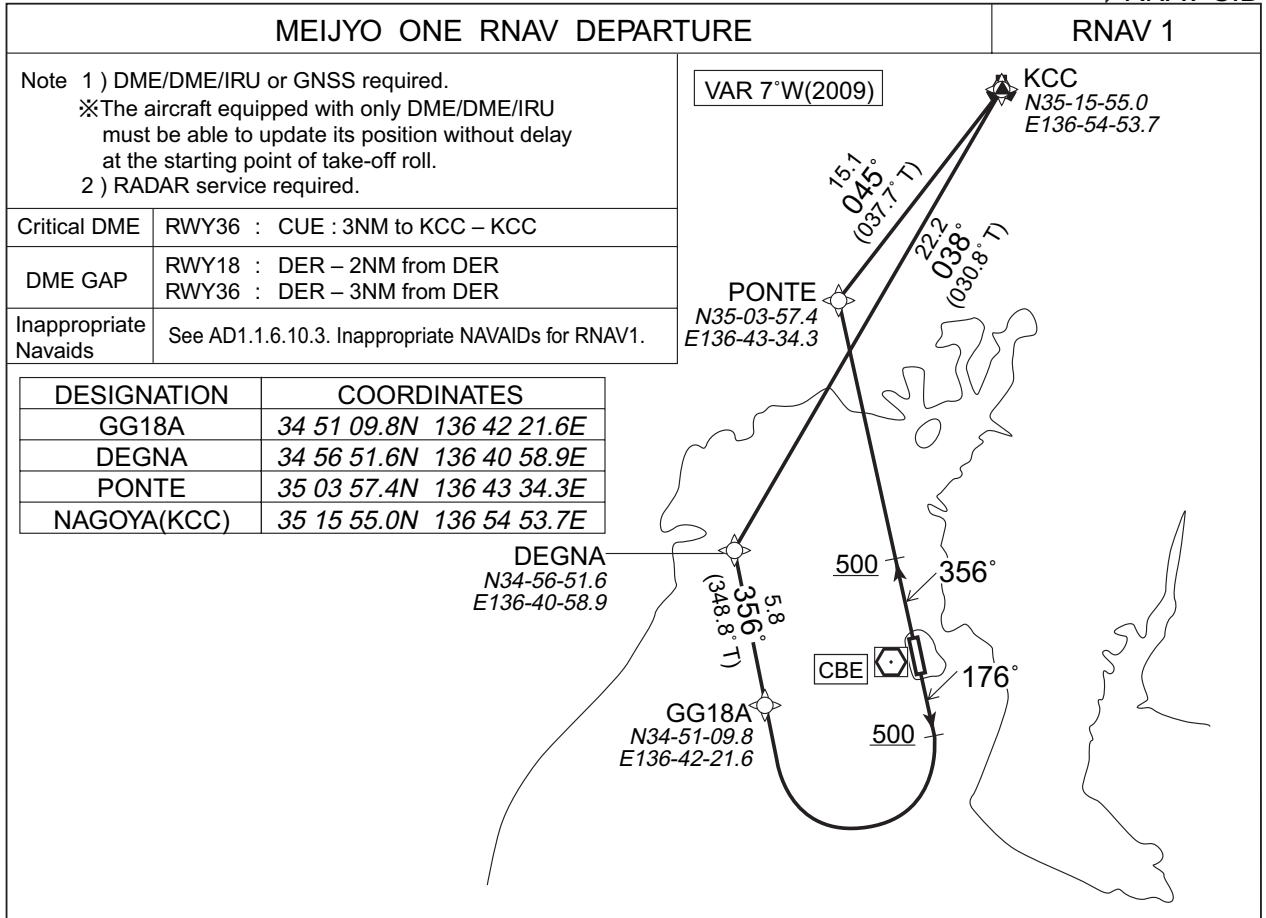 MEIJYO ONE RNAV DEPARTURE
RNAV 1
Note 1 ) DME/DME/IRU or GNSS required.
※The aircraft equipped with only DME/DME/IRU
must be able to update its position without delay
at the starting point of take-off roll.
2 ) RADAR service required.
Critical DME RWY36 : CUE : 3NM to KCC – KCC
DME GAP
RWY18 : DER – 2NM from DER
RWY36 : DER – 3NM from DER
Inappropriate
Navaids
See AD1.1.6.10.3. Inappropriate NAVAIDs for RNAV1.
DESIGNATION COORDINATES
GG18A 34 51 09.8N 136 42 21.6E
DEGNA 34 56 51.6N 136 40 58.9E
PONTE 35 03 57.4N 136 43 34.3E
NAGOYA(KCC) 35 15 55.0N 136 54 53.7E
VAR 7°W(2009)
KCC
N35-15-55.0
E136-54-53.7
15.1
045°
(037.7° T)
22.2
038°
(030.8° T)
PONTE
N35-03-57.4
E136-43-34.3
DEGNA
N34-56-51.6
E136-40-58.9
5.8
356°
(348.8° T)
500
356°
CBE
176°
500
GG18A
N34-51-09.8
E136-42-21.6